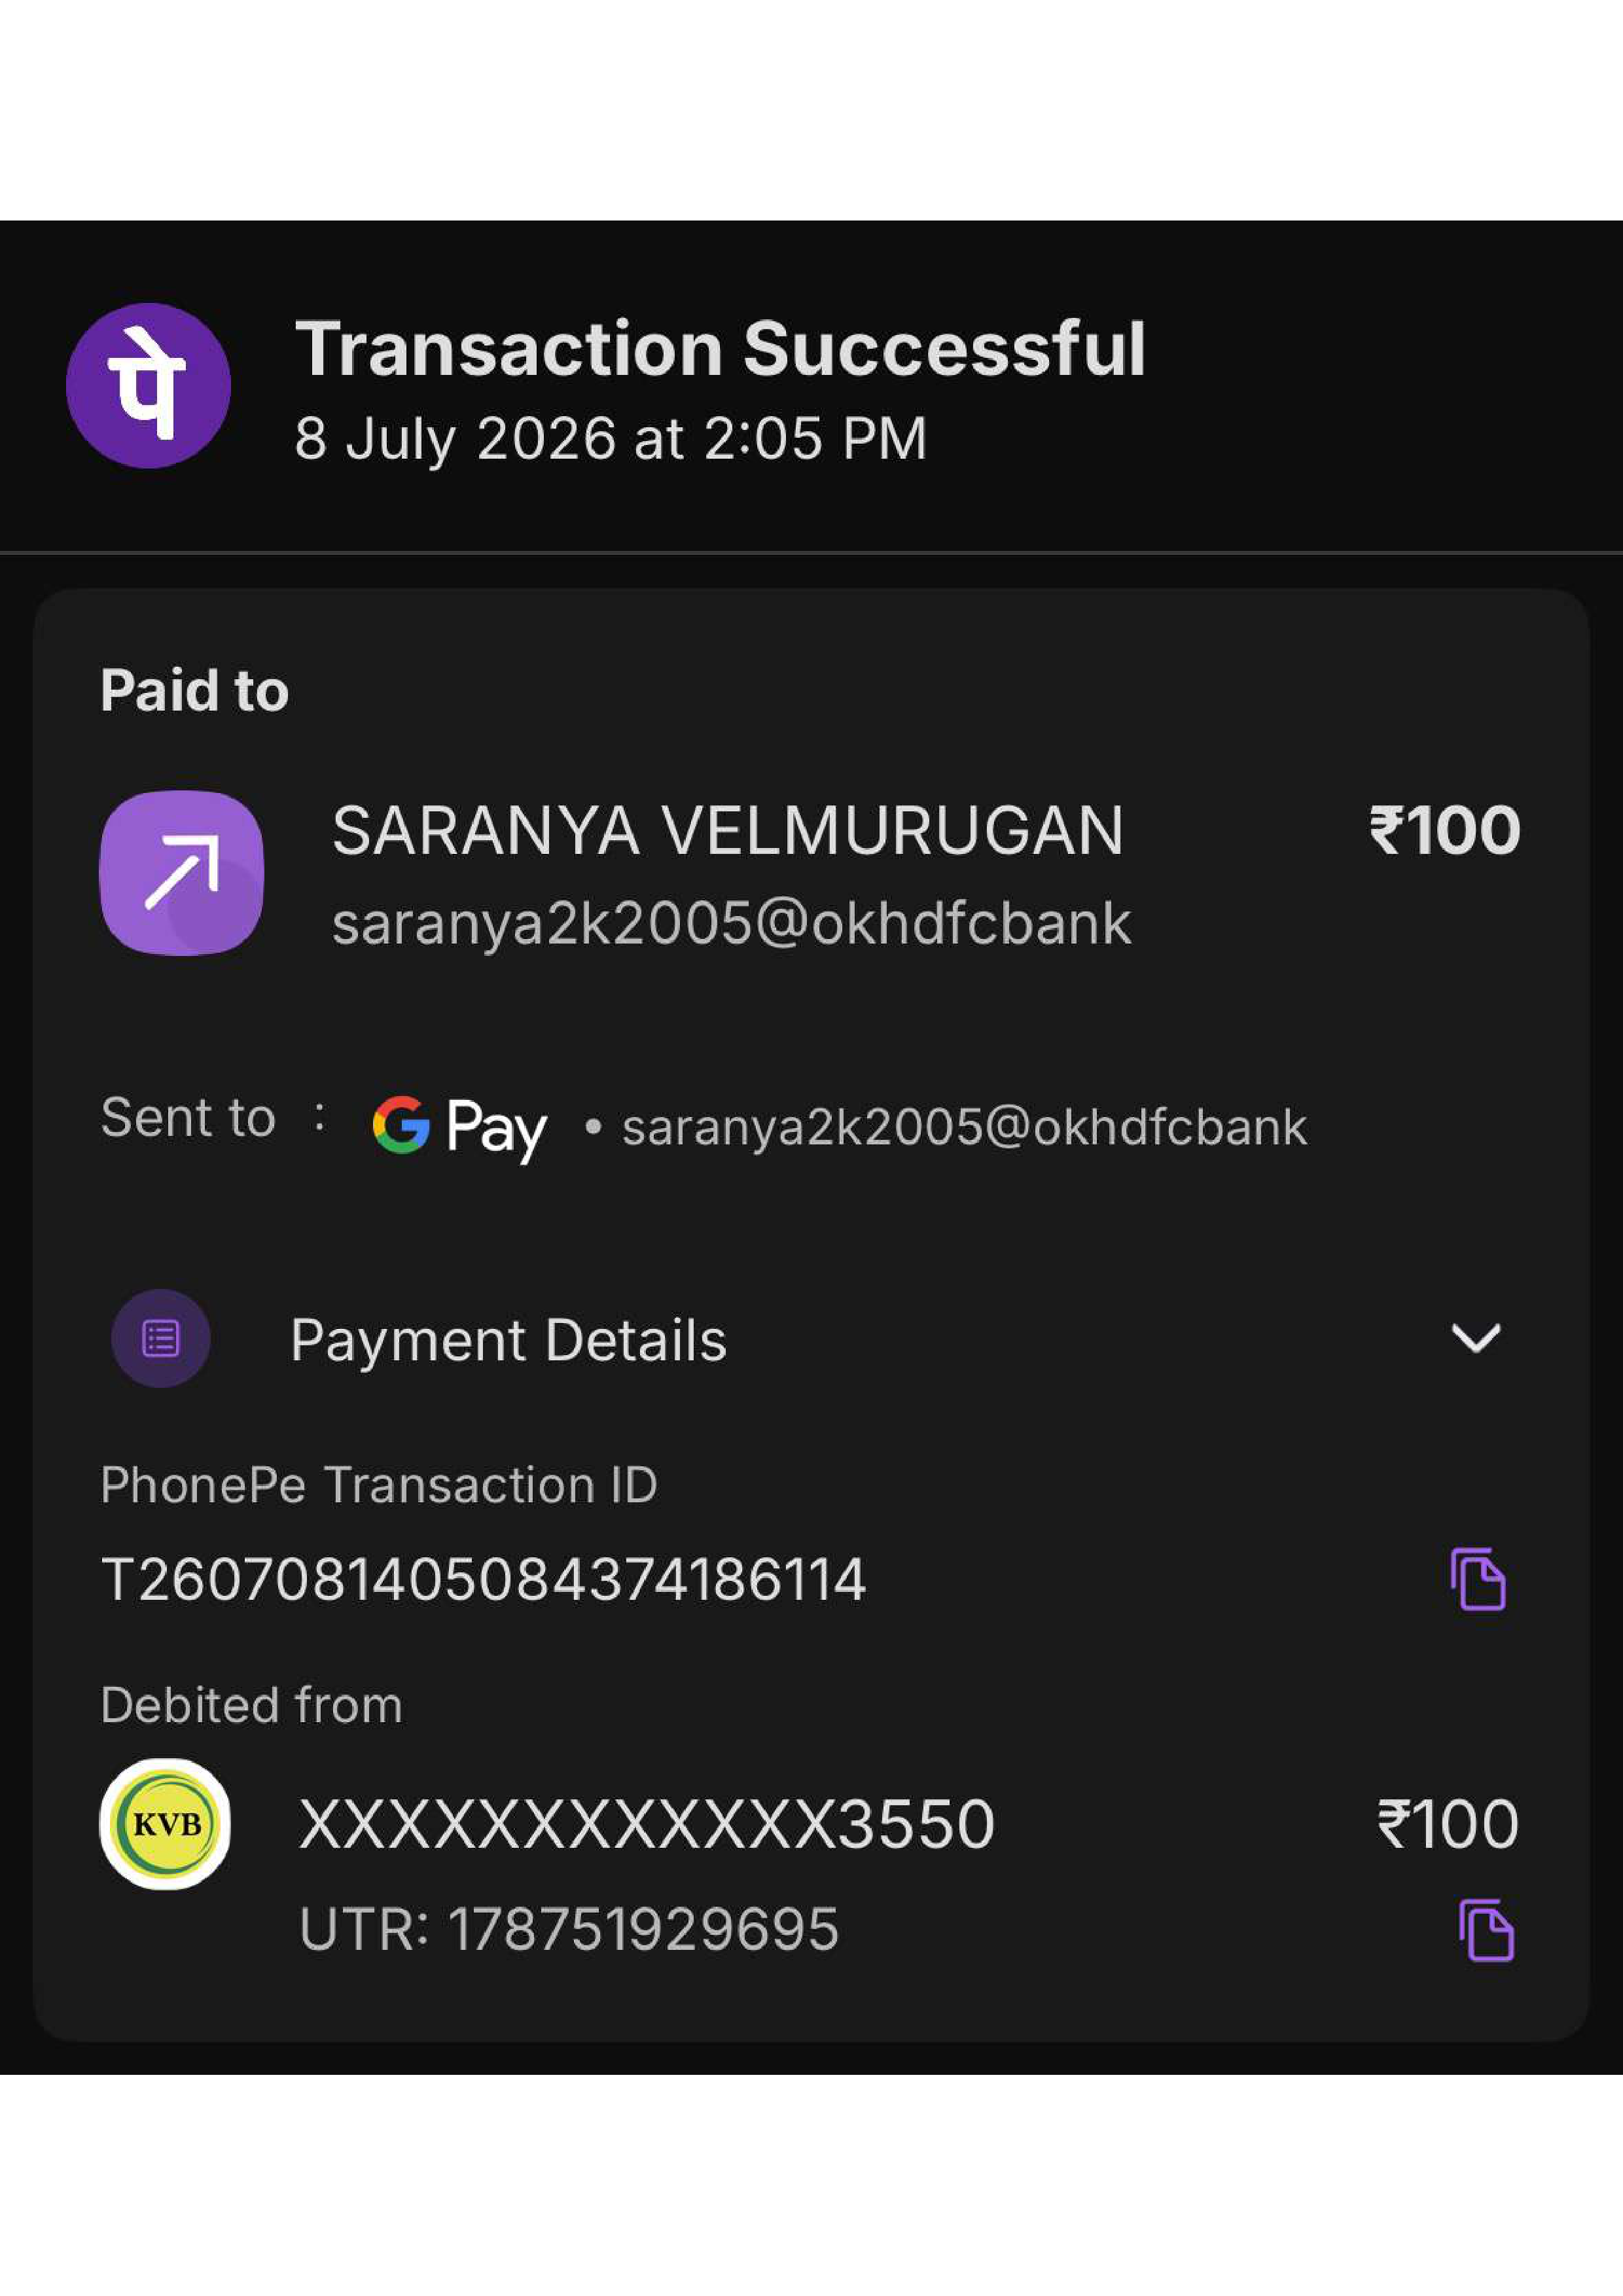 पे
Transaction Successful
8 July 2026 at 2:05 PM
Paid to
SARANYA VELMURUGAN ₹100
saranya2k2005@okhdfcbank
Sent to : G Pay • saranya2k2005@okhdfcbank
Payment Details
PhonePe Transaction ID
T2607081405084374186114
Debited from
KVB XXXXXXXXXXXX3550 ₹100
UTR: 178751929695